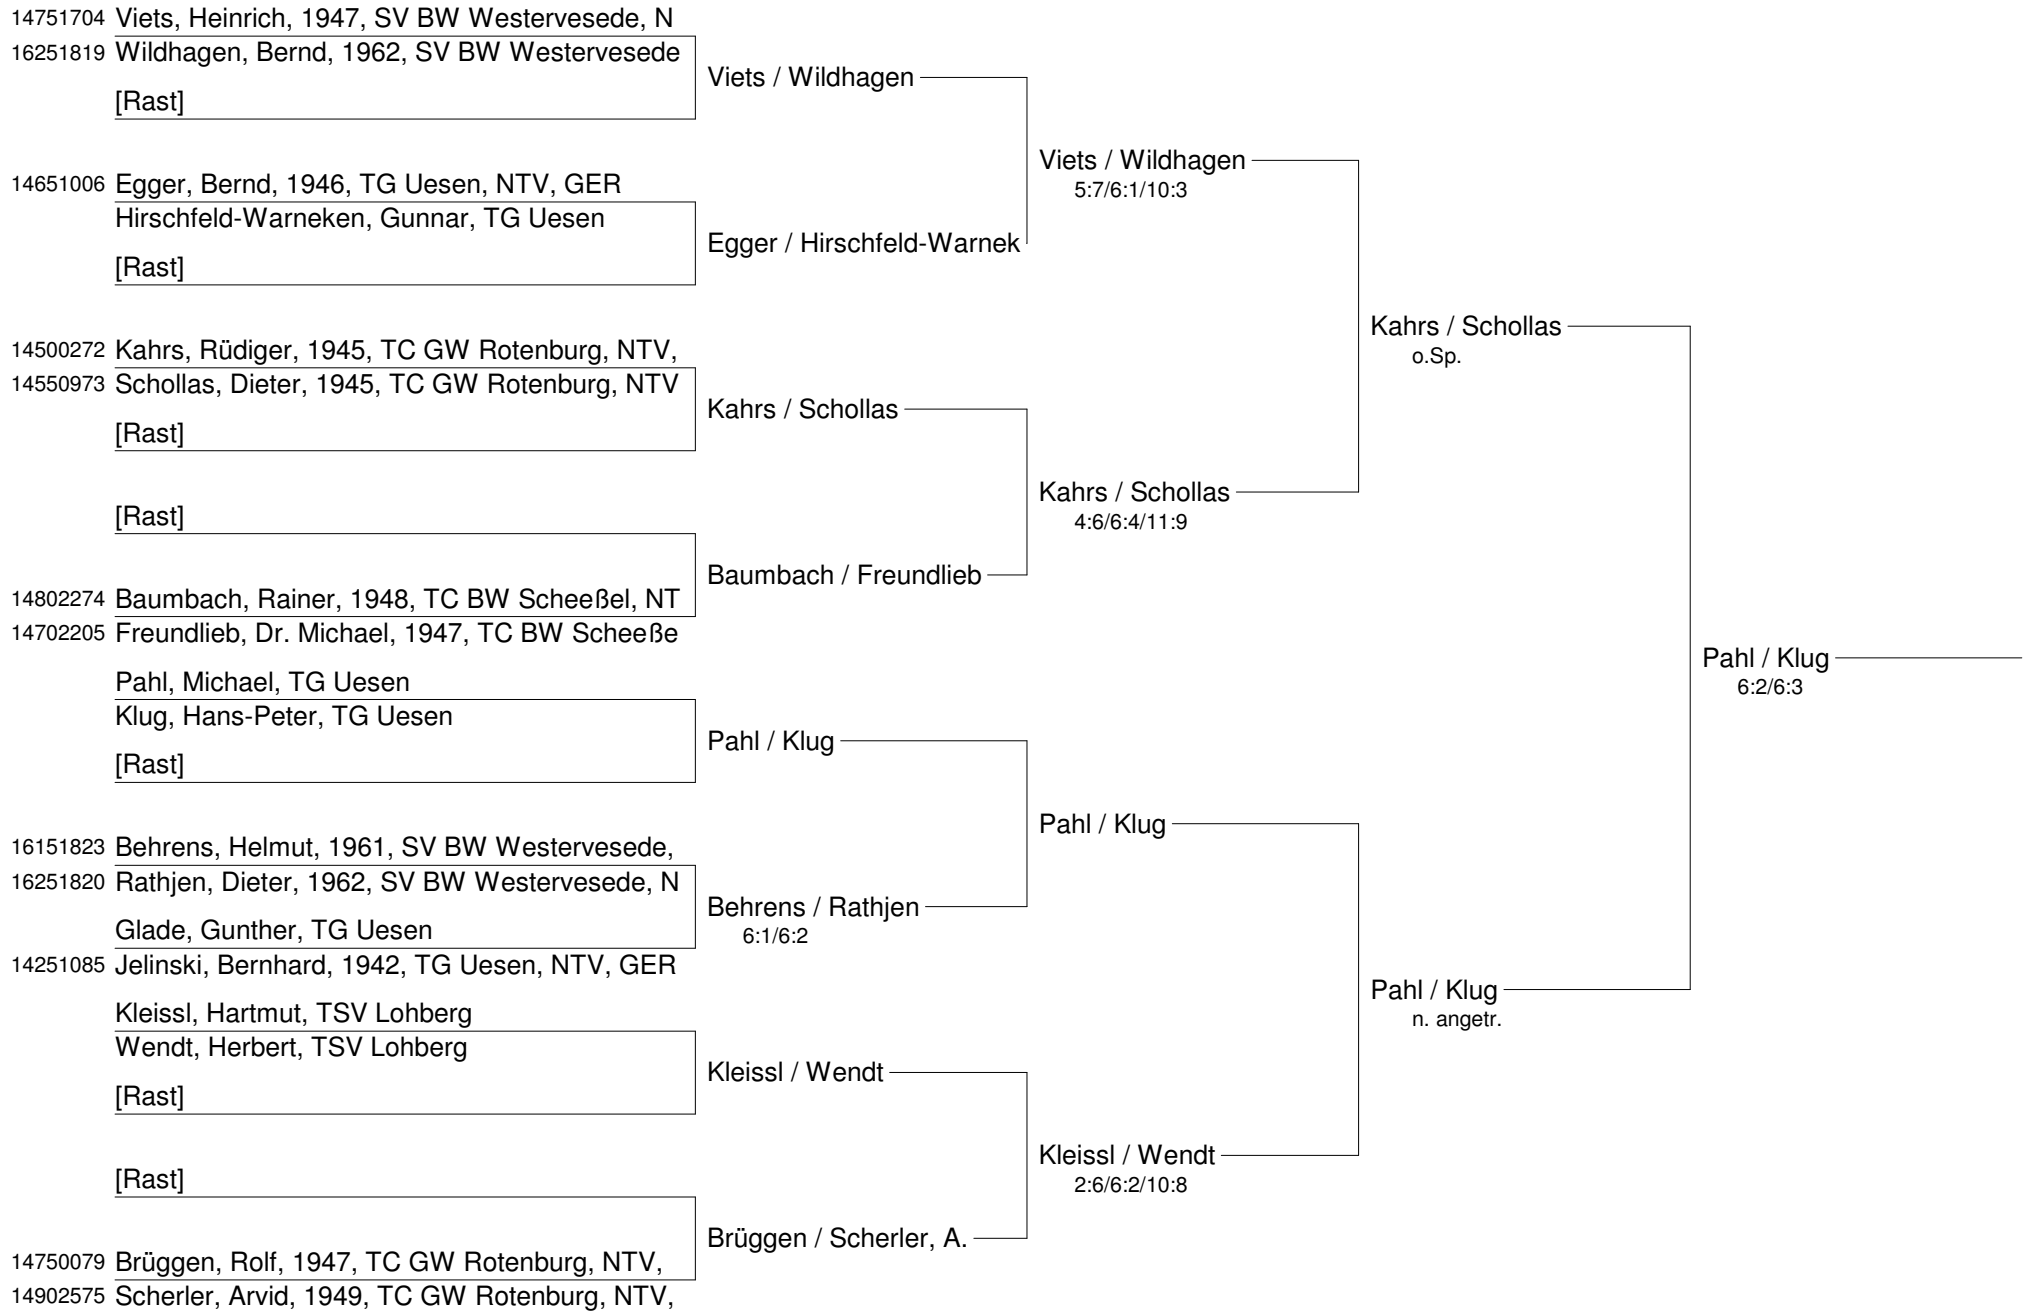 14751704 Viets, Heinrich, 1947, SV BW Westervesede, N
16251819 Wildhagen, Bernd, 1962, SV BW Westervesede
Viets / Wildhagen
[Rast]
Viets / Wildhagen
5:7/6:1/10:3
14651006 Egger, Bernd, 1946, TG Uesen, NTV, GER
Hirschfeld-Warneken, Gunnar, TG Uesen
Egger / Hirschfeld-Warnek
[Rast]
Kahrs / Schollas
o.Sp.
14500272 Kahrs, Rüdiger, 1945, TC GW Rotenburg, NTV,
14550973 Schollas, Dieter, 1945, TC GW Rotenburg, NTV
Kahrs / Schollas
[Rast]
Kahrs / Schollas
4:6/6:4/11:9
[Rast]
Baumbach / Freundlieb
14802274 Baumbach, Rainer, 1948, TC BW Scheeßel, NT
14702205 Freundlieb, Dr. Michael, 1947, TC BW Scheeße
Pahl / Klug
6:2/6:3
Pahl, Michael, TG Uesen
Klug, Hans-Peter, TG Uesen
Pahl / Klug
[Rast]
Pahl / Klug
16151823 Behrens, Helmut, 1961, SV BW Westervesede,
16251820 Rathjen, Dieter, 1962, SV BW Westervesede, N
Behrens / Rathjen
6:1/6:2
Glade, Gunther, TG Uesen
14251085 Jelinski, Bernhard, 1942, TG Uesen, NTV, GER
Pahl / Klug
n. angetr.
Kleissl, Hartmut, TSV Lohberg
Wendt, Herbert, TSV Lohberg
Kleissl / Wendt
[Rast]
Kleissl / Wendt
2:6/6:2/10:8
[Rast]
Brüggen / Scherler, A.
14750079 Brüggen, Rolf, 1947, TC GW Rotenburg, NTV,
14902575 Scherler, Arvid, 1949, TC GW Rotenburg, NTV,